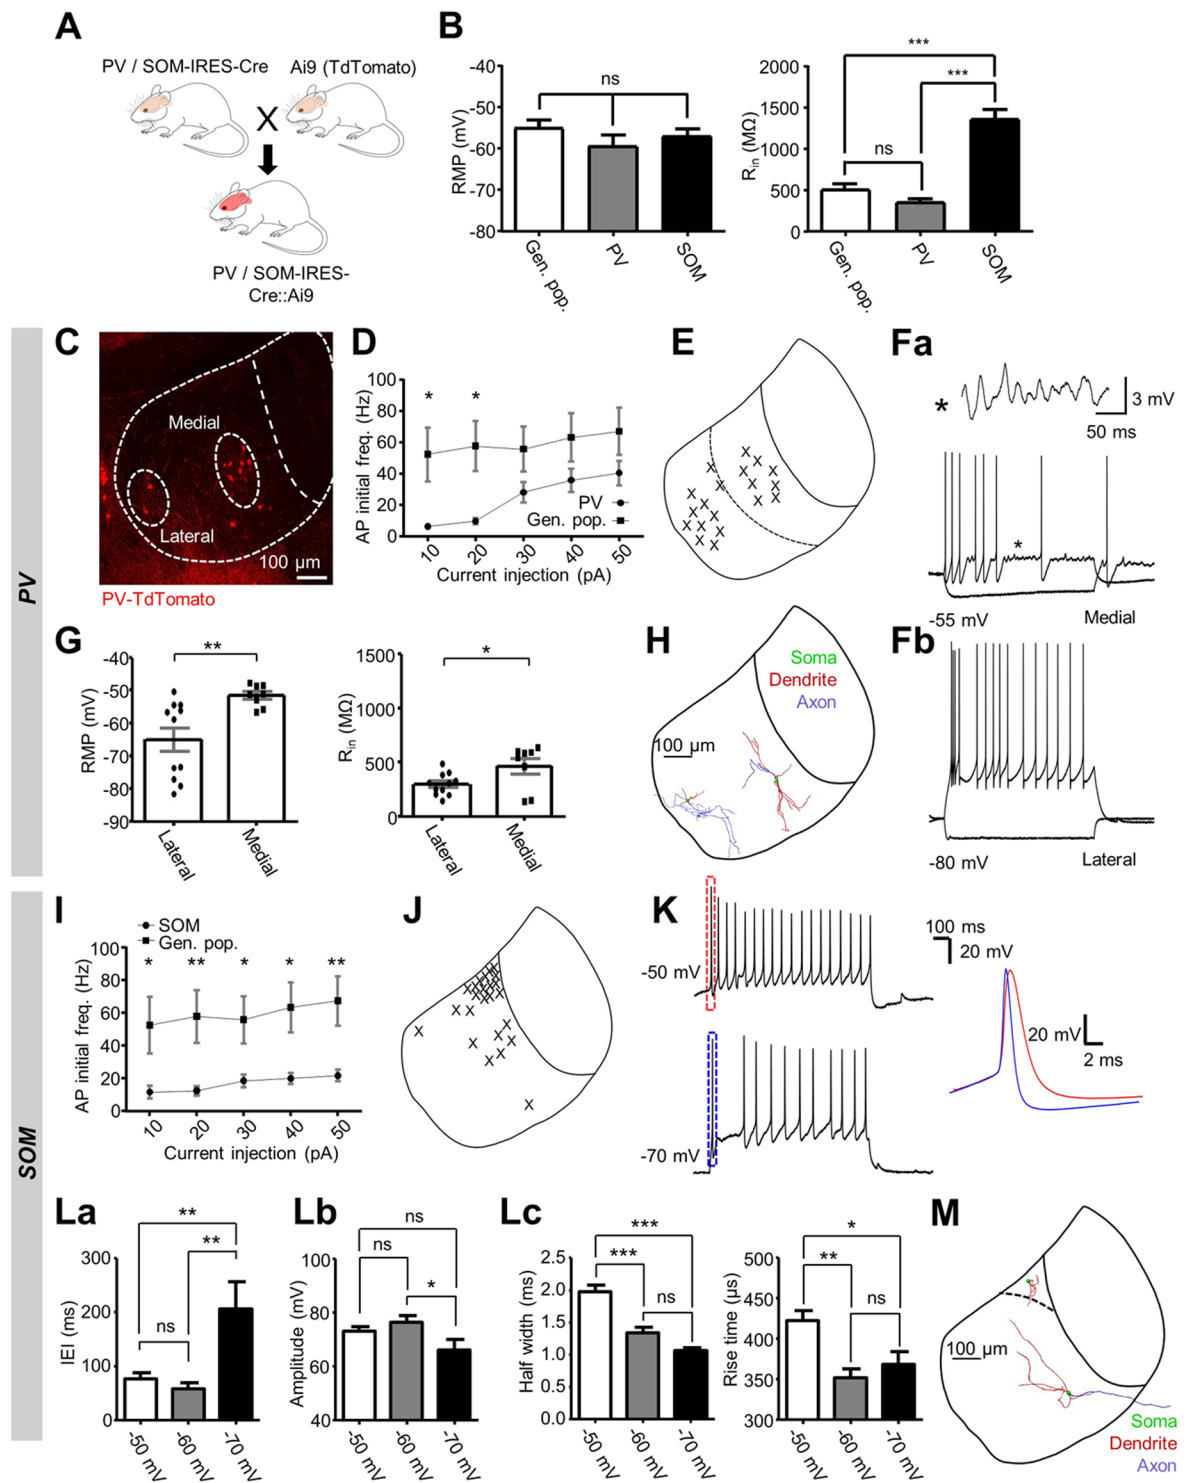 A
PV / SOM-IRES-Cre
Ai9 (TdTomato)
X
PV / SOM-IRES-
Cre::Ai9
B
RMP (mV)
-40
-50
-60
-70
-80
ns
Gen. pop.
PV
SOM
Rin (MΩ)
2000
1500
1000
500
0
***
***
ns
Gen. pop.
PV
SOM
PV
C
Medial
Lateral
100 µm
PV-TdTomato
D
AP initial freq. (Hz)
100
80
60
40
20
0
* *
PV
Gen. pop.
10 20 30 40 50
Current injection (pA)
E
Fa
*
3 mV
50 ms
*
-55 mV
Medial
Fb
-80 mV
Lateral
G
RMP (mV)
-40
-50
-60
-70
-80
-90
**
Lateral
Medial
Rin (MΩ)
1500
1000
500
0
*
Lateral
Medial
H
Soma
Dendrite
Axon
100 µm
SOM
I
SOM
Gen. pop.
AP initial freq. (Hz)
100
80
60
40
20
0
* ** * * **
10 20 30 40 50
Current injection (pA)
J
K
-50 mV
-70 mV
100 ms
20 mV
20 mV
2 ms
La
IEI (ms)
300
200
100
0
**
**
ns
-50 mV
-60 mV
-70 mV
Lb
Amplitude (mV)
100
80
60
40
ns
ns
*
-50 mV
-60 mV
-70 mV
Lc
Half width (ms)
2.5
2.0
1.5
1.0
0.5
0.0
***
***
ns
-50 mV
-60 mV
-70 mV
Rise time (µs)
500
450
400
350
300
*
**
ns
-50 mV
-60 mV
-70 mV
M
100 µm
Soma
Dendrite
Axon